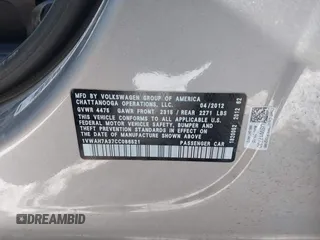 MFD. BY VOLKSWAGEN GROUP OF AMERICA
CHATTANOOGA OPERATIONS, LLC. 04/2012
GVWR 4476 GAWR FRONT 2315 / REAR 2271 LBS
THIS VEHICLE CONFORMS TO ALL APPLICABLE
FEDERAL MOTOR VEHICLE SAFETY, BUMPER, AND
THEFT PREVENTION STANDARDS IN EFFECT ON THE
DATE OF MANUFACTURE SHOWN ABOVE.
PASSENGER CAR
AUTOBIDMASTER